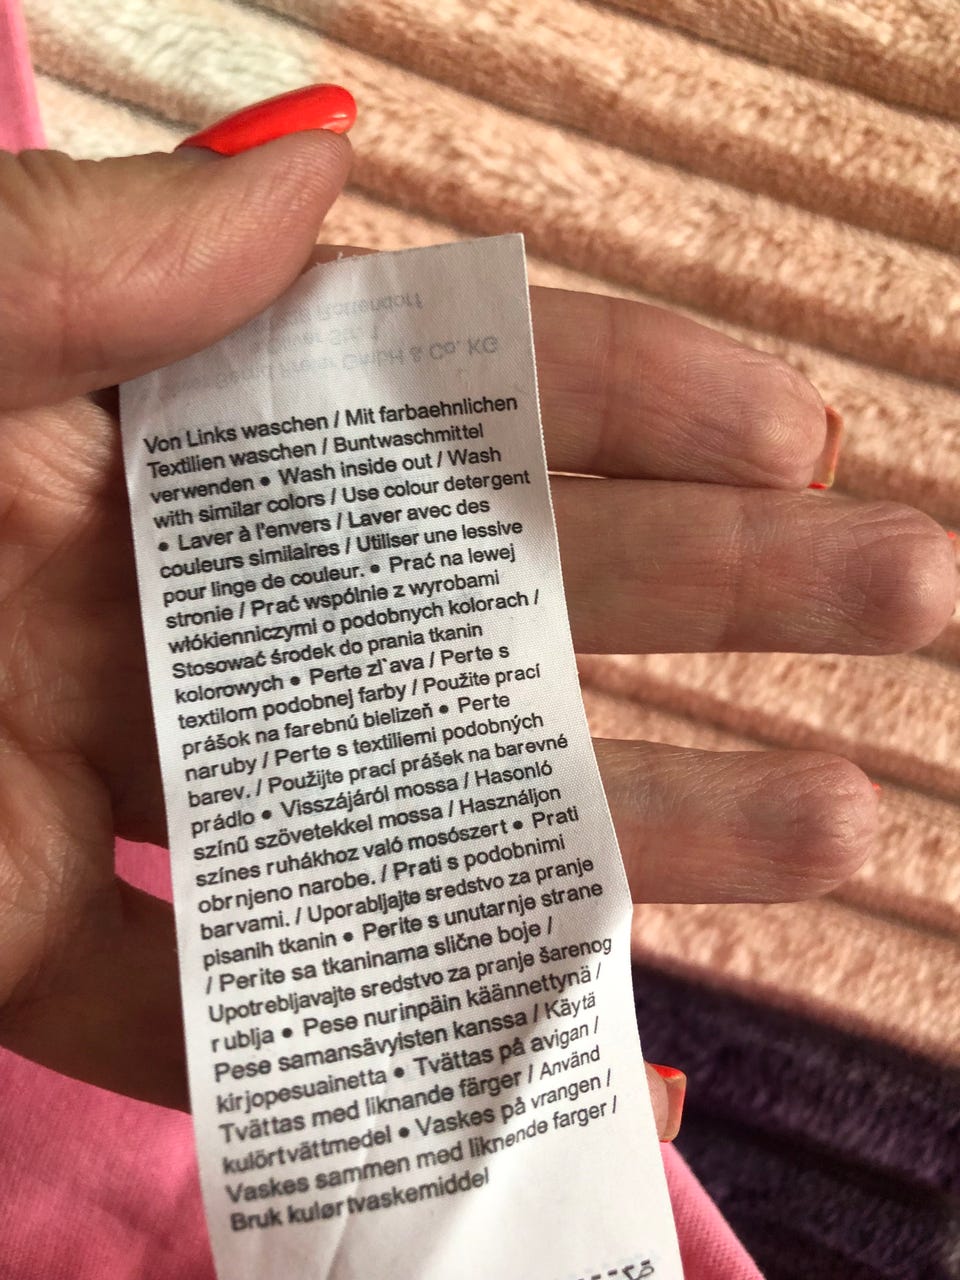 Von Links waschen / Mit farbaehnlichen
Textilien waschen / Buntwaschmittel
verwenden ● Wash inside out / Wash
with similar colors / Use colour detergent
● Laver à l'envers / Laver avec des
couleurs similaires / Utiliser une lessive
pour linge de couleur. ● Prać na lewej
stronie / Prać wspólnie z wyrobami
włókienniczymi o podobnych kolorach /
Stosować środek do prania tkanin
kolorowych ● Perte zl`ava / Perte s
textilom podobnej farby / Použite prací
prášok na farebnú bielizeň ● Perte
naruby / Perte s textiliemi podobných
barev. / Použijte prací prášek na barevné
prádlo ● Visszájáról mossa / Hasonló
színű szövetekkel mossa / Használjon
színes ruhákhoz való mosószert ● Prati
obrnjeno narobe. / Prati s podobnimi
barvami. / Uporabljajte sredstvo za pranje
pisanih tkanin ● Perite s unutarnje strane
/ Perite sa tkaninama slične boje /
Upotrebljavajte sredstvo za pranje šarenog
rublja ● Pese nurinpäin käännettynä /
Pese samansävyisten kanssa / Käytä
kirjopesuainetta ● Tvättas på avigan /
Tvättas med liknande färger / Använd
kulörtvättmedel ● Vaskes på vrangen /
Vaskes sammen med liknende farger /
Bruk kulørtvaskemiddel